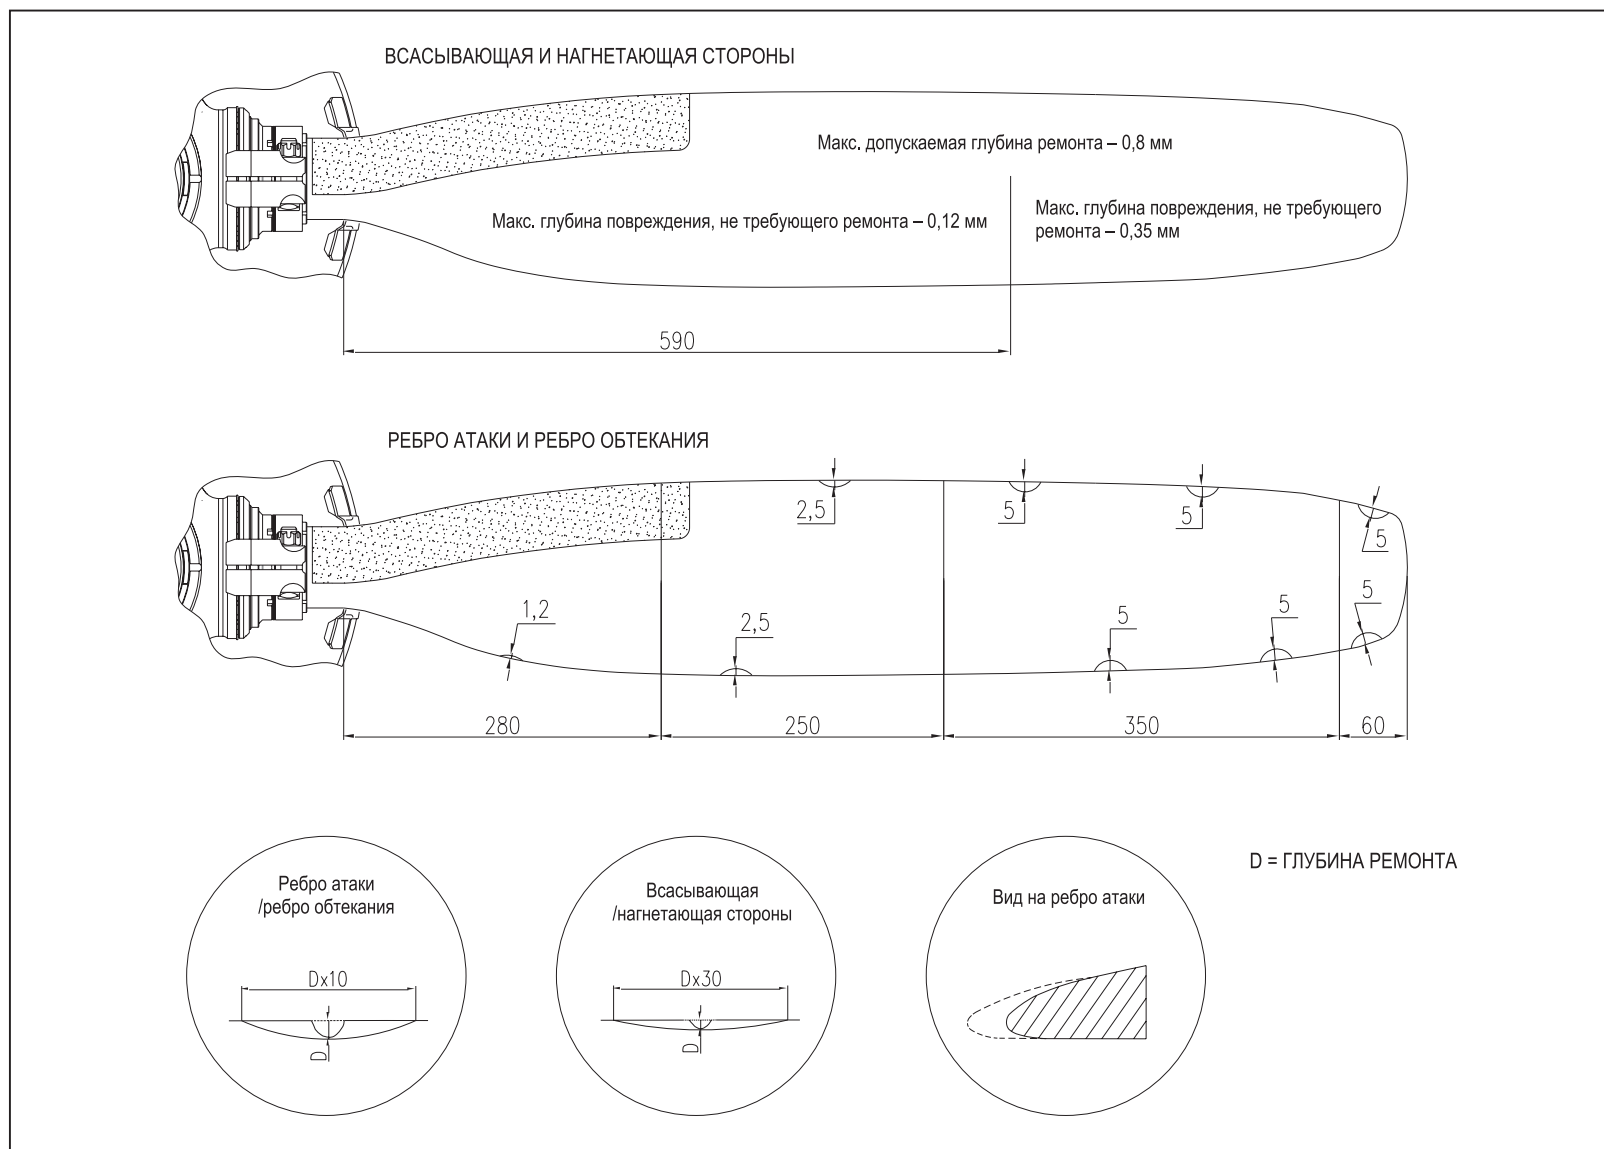 ВСАСЫВАЮЩАЯ И НАГНЕТАЮЩАЯ СТОРОНЫ
Макс. допускаемая глубина ремонта – 0,8 мм
Макс. глубина повреждения, не требующего ремонта – 0,12 мм
Макс. глубина повреждения, не требующего
ремонта – 0,35 мм
590
РЕБРО АТАКИ И РЕБРО ОБТЕКАНИЯ
2,5
5
5
5
1,2
2,5
5
5
5
280
250
350
60
Ребро атаки
/ребро обтекания
Dx10
D
Всасывающая
/нагнетающая стороны
Dx30
D
Вид на ребро атаки
D = ГЛУБИНА РЕМОНТА